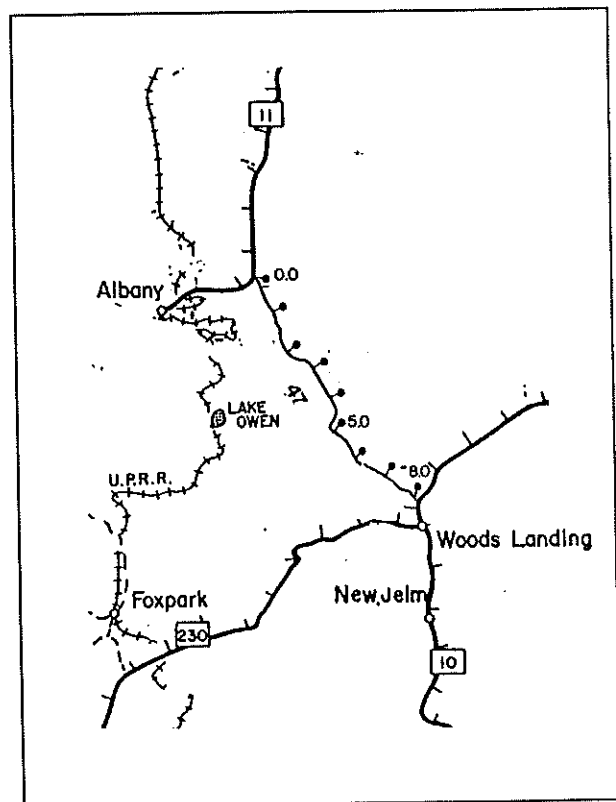 11
0.0
Albany
47
LAKE
OWEN
5.0
8.0
U.P.R.R.
Woods Landing
Foxpark
New Jelm
230
10